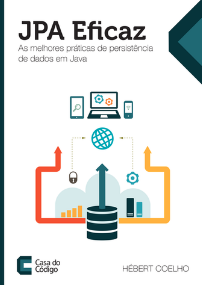 JPA Eficaz
As melhores práticas de persistência
de dados em Java
Casa do
Código
HÉBERT COELHO